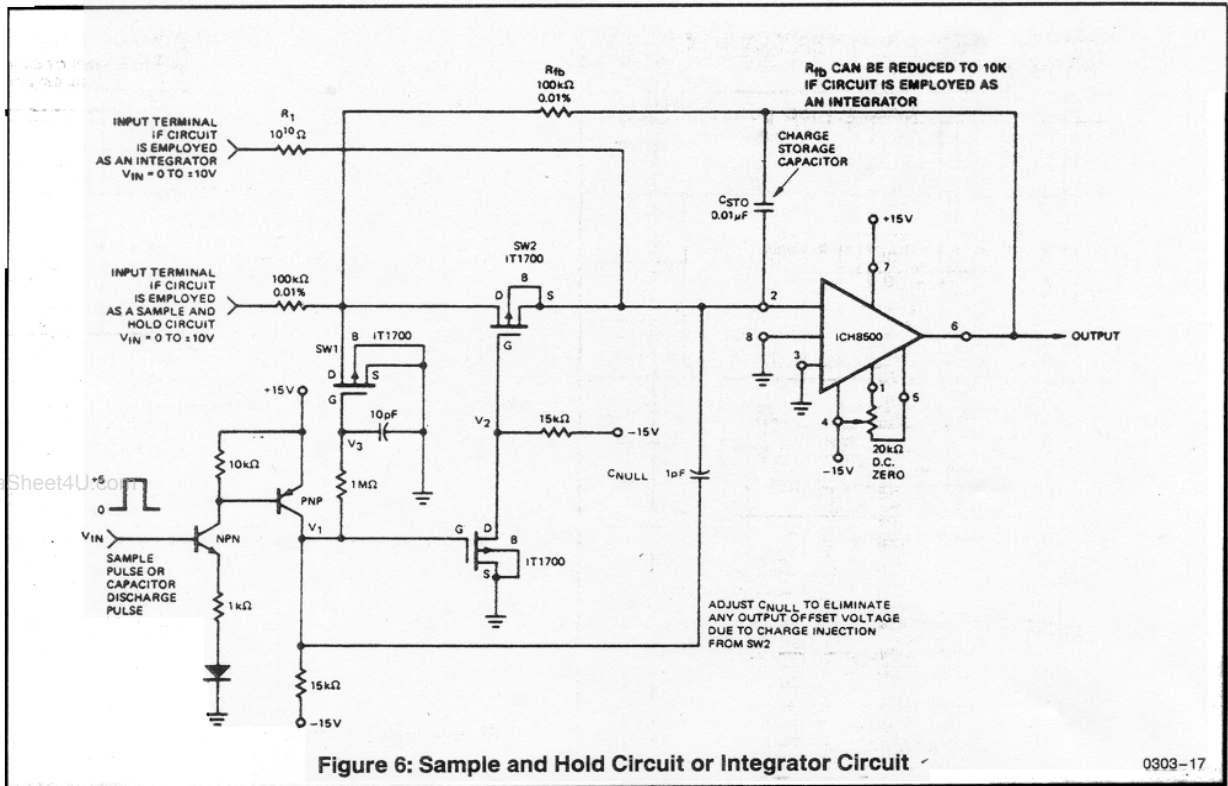 Rfb
100kΩ
0.01%
Rfb CAN BE REDUCED TO 10K
IF CIRCUIT IS EMPLOYED AS
AN INTEGRATOR
R1
10¹⁰Ω
INPUT TERMINAL
IF CIRCUIT
IS EMPLOYED
AS AN INTEGRATOR
VIN = 0 TO ±10V
CHARGE
STORAGE
CAPACITOR
CSTO
0.01μF
+15V
7
SW2
IT1700
B
D
S
G
INPUT TERMINAL
IF CIRCUIT
IS EMPLOYED
AS A SAMPLE AND
HOLD CIRCUIT
VIN = 0 TO ±10V
100kΩ
0.01%
2
8
3
ICH8500
6
OUTPUT
1
5
4
-15V
20kΩ
D.C.
ZERO
SW1
B
IT1700
D
S
G
10pF
V3
V2
15kΩ
-15V
+15V
10kΩ
1MΩ
CNULL
1pF
eSheet4U.com
+5
0
PNP
V1
VIN
NPN
G
D
B
IT1700
S
SAMPLE
PULSE OR
CAPACITOR
DISCHARGE
PULSE
1kΩ
ADJUST CNULL TO ELIMINATE
ANY OUTPUT OFFSET VOLTAGE
DUE TO CHARGE INJECTION
FROM SW2
15kΩ
-15V
Figure 6: Sample and Hold Circuit or Integrator Circuit
0303-17